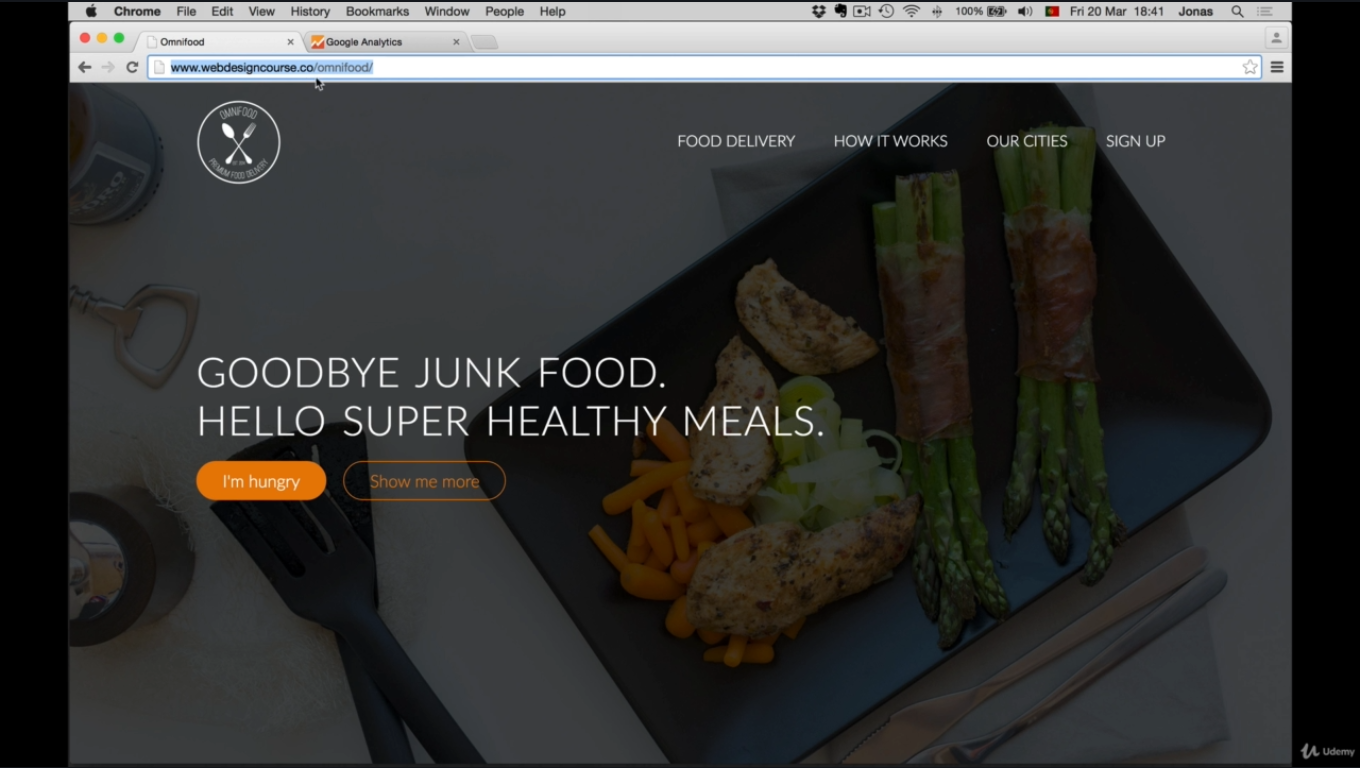 Chrome File Edit View History Bookmarks Window People Help 100% Fri 20 Mar 18:41 Jonas
Omnifood Google Analytics
www.webdesigncourse.co/omnifood/
OMNIFOOD
PREMIUM FOOD DELIVERY
FOOD DELIVERY HOW IT WORKS OUR CITIES SIGN UP
GOODBYE JUNK FOOD.
HELLO SUPER HEALTHY MEALS.
I'm hungry Show me more
Udemy